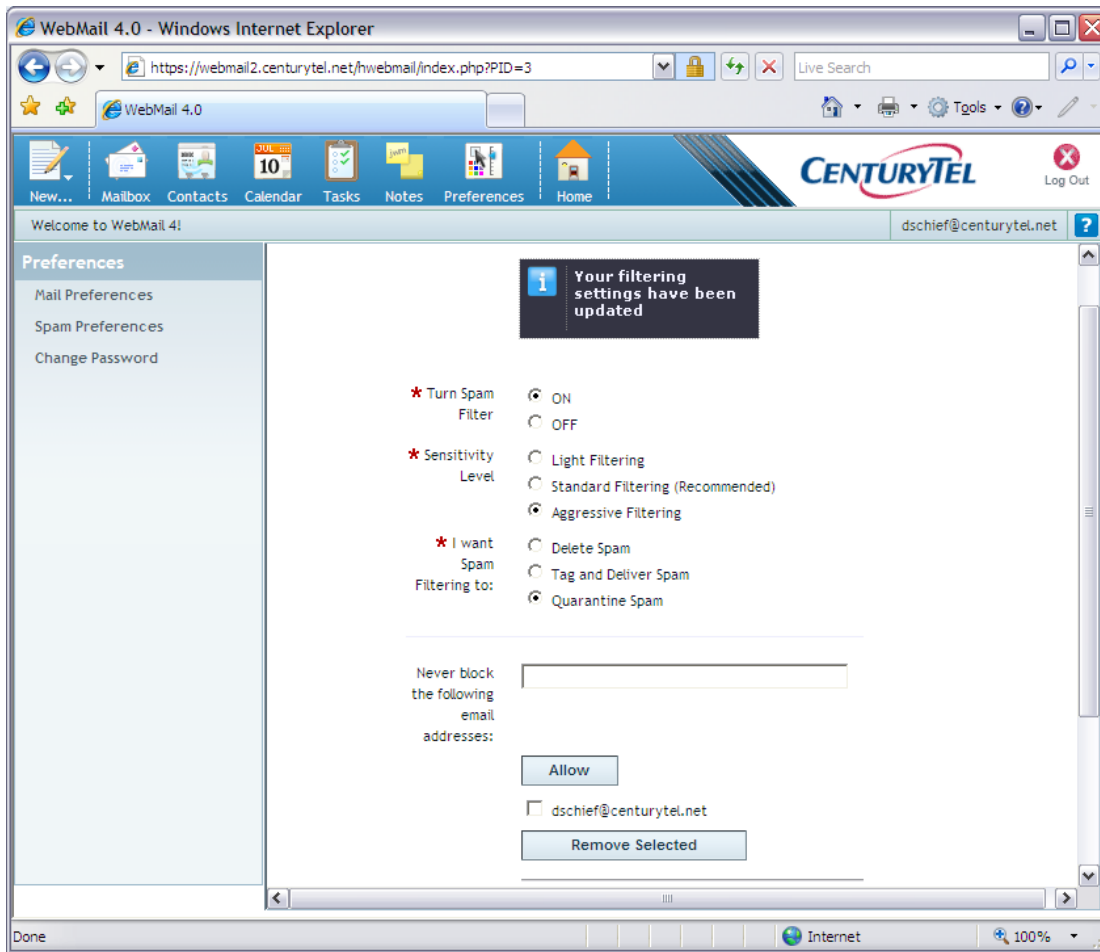 WebMail 4.0 - Windows Internet Explorer
https://webmail2.centurytel.net/hwebmail/index.php?PID=3
Live Search
WebMail 4.0
Tools
JUL
10
jwm
New...
Mailbox
Contacts
Calendar
Tasks
Notes
Preferences
Home
CENTURYTEL
Log Out
Welcome to WebMail 4!
dschief@centurytel.net
?
Preferences
Mail Preferences
Spam Preferences
Change Password
i
Your filtering
settings have been
updated
* Turn Spam
Filter
ON
OFF
* Sensitivity
Level
Light Filtering
Standard Filtering (Recommended)
Aggressive Filtering
* I want
Spam
Filtering to:
Delete Spam
Tag and Deliver Spam
Quarantine Spam
Never block
the following
email
addresses:
Allow
dschief@centurytel.net
Remove Selected
Done
Internet
100%